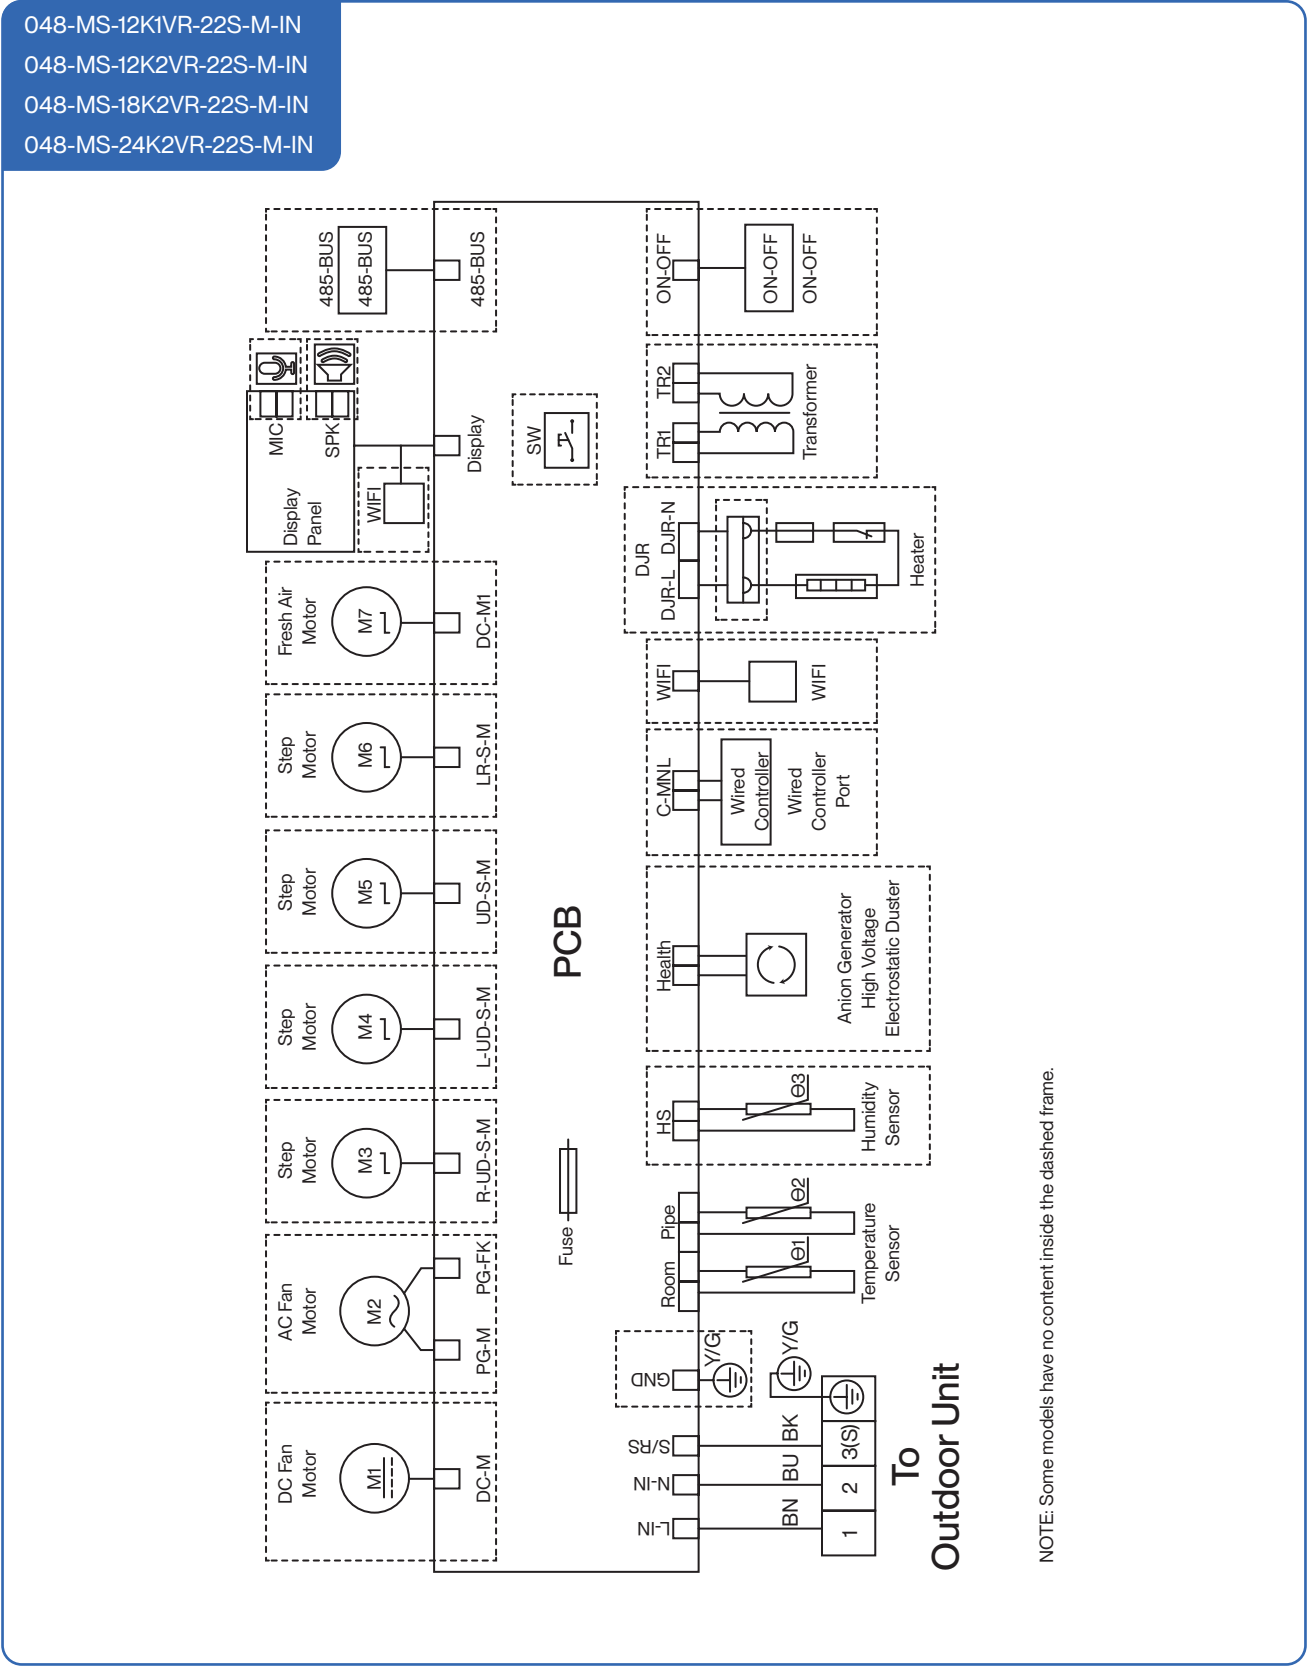 048-MS-12K1VR-22S-M-IN
048-MS-12K2VR-22S-M-IN
048-MS-18K2VR-22S-M-IN
048-MS-24K2VR-22S-M-IN
DC Fan
Motor
M1
DC-M
AC Fan
Motor
M2
PG-M
PG-FK
Step
Motor
M3
R-UD-S-M
Step
Motor
M4
L-UD-S-M
Step
Motor
M5
UD-S-M
Step
Motor
M6
LR-S-M
Fresh Air
Motor
M7
DC-M1
Display
Panel
MIC
SPK
WIFI
Display
485-BUS
485-BUS
485-BUS
Fuse
PCB
SW
L-IN
N-IN
S/RS
GND
Y/G
BN
BU
BK
Y/G
1
2
3(S)
To
Outdoor Unit
Room
Pipe
Θ1
Θ2
Temperature
Sensor
HS
Θ3
Humidity
Sensor
Health
Anion Generator
High Voltage
Electrostatic Duster
C-MNL
Wired
Controller
Wired
Controller
Port
WIFI
WIFI
DJR
DJR-L
DJR-N
Heater
TR1
TR2
Transformer
ON-OFF
ON-OFF
ON-OFF
NOTE: Some models have no content inside the dashed frame.